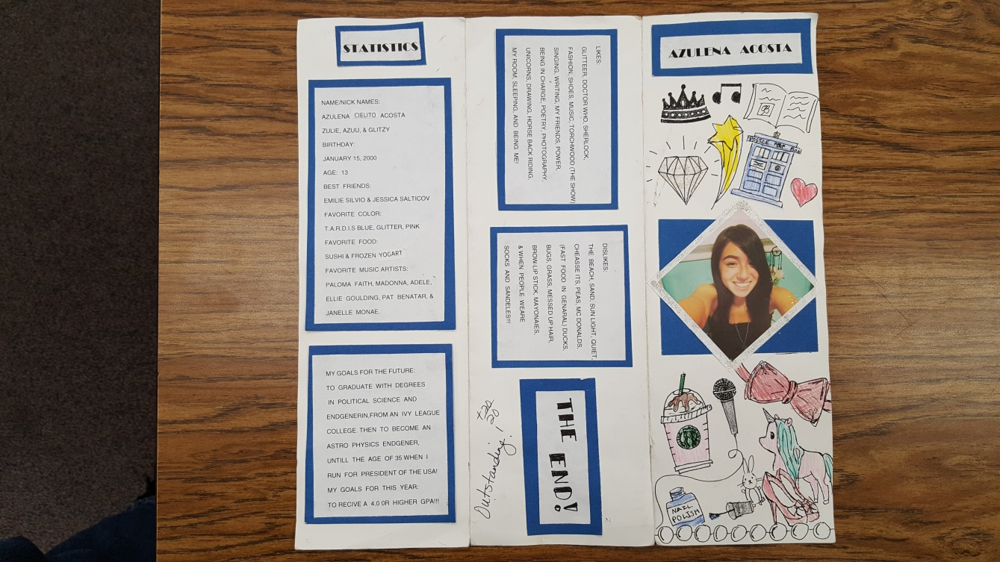 STATISTICS
NAME/NICK NAMES:
AZULENA CIELITO ACOSTA
ZULIE, AZUU, & GLITZY
BIRTHDAY:
JANUARY 15, 2000
AGE: 13
BEST FRIENDS:
EMILIE SILVIO & JESSICA SALTICOV
FAVORITE COLOR:
T.A.R.D.I.S BLUE, GLITTER, PINK
FAVORITE FOOD:
SUSHI & FROZEN YOGART
FAVORITE MUSIC ARTISTS:
PALOMA FAITH, MADONNA, ADELE,
ELLIE GOULDING, PAT BENATAR, &
JANELLE MONAE.
MY GOALS FOR THE FUTURE:
TO GRADUATE WITH DEGREES
IN POLITICAL SCIENCE AND
ENDGENERIN,FROM AN IVY LEAGUE
COLLEGE. THEN TO BECOME AN
ASTRO PHYSICS ENDGENER,
UNTILL THE AGE OF 35 WHEN I
RUN FOR PRESIDENT OF THE USA!
MY GOALS FOR THIS YEAR:
TO RECIVE A 4.0 0R HIGHER GPA!!!
LIKES:
GLITTEER, DOCTOR WHO, SHERLOCK,
FASHION, SHOES, MUSIC, TORCHWOOD (THE SHOW)
SINGING, WRITING, MY FRIENDS, POWER,
BEING IN CHARGE, POETRY, PHOTOGRAPHY,
UNICORNS, DRAWING, HORSE BACK RIDING,
MY ROOM, SLEEPING, AND BEING ME!
DISLIKES:
THE BEACH, SAND, SUN LIGHT, QUIET,
CHEASSE ITS, PEAS, MC DONALDS,
(FAST FOOD IN GENARAL) DUCKS,
BUGS, GRASS, MESSED UP HAIR,
BROW LIP STICK, MAYONAIES,
& WHEN PEOPLE WEARE
SOCKS AND SANDELES!!!
+20
20
Outstanding!
THE END!
AZULENA ACOSTA
POLICE BOX
NAIL
POLISH